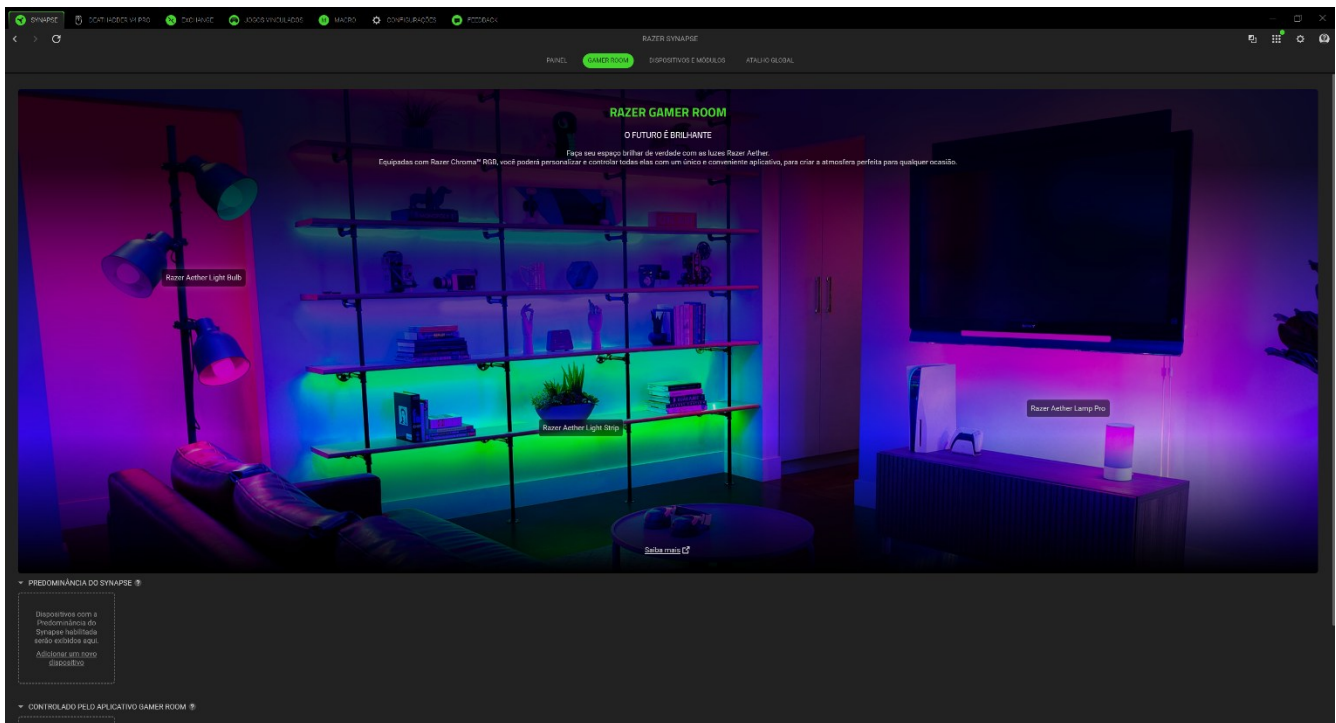 SYNAPSE
DEATHADDER V4 PRO
EXCHANGE
JOGOS VINCULADOS
MACRO
CONFIGURAÇÕES
FEEDBACK
RAZER SYNAPSE
PAINEL
GAMER ROOM
DISPOSITIVOS E MÓDULOS
ATALHO GLOBAL
RAZER GAMER ROOM
O FUTURO É BRILHANTE
Faça seu espaço brilhar de verdade com as luzes Razer Aether.
Equipadas com Razer Chroma™ RGB, você poderá personalizar e controlar todas elas com um único e conveniente aplicativo, para criar a atmosfera perfeita para qualquer ocasião.
Razer Aether Light Bulb
Razer Aether Lamp Pro
Razer Aether Light Strip
Saiba mais
PREDOMINÂNCIA DO SYNAPSE
Dispositivos com a
Predominância do
Synapse habilitada
serão exibidos aqui.
Adicionar um novo
dispositivo
CONTROLADO PELO APLICATIVO GAMER ROOM